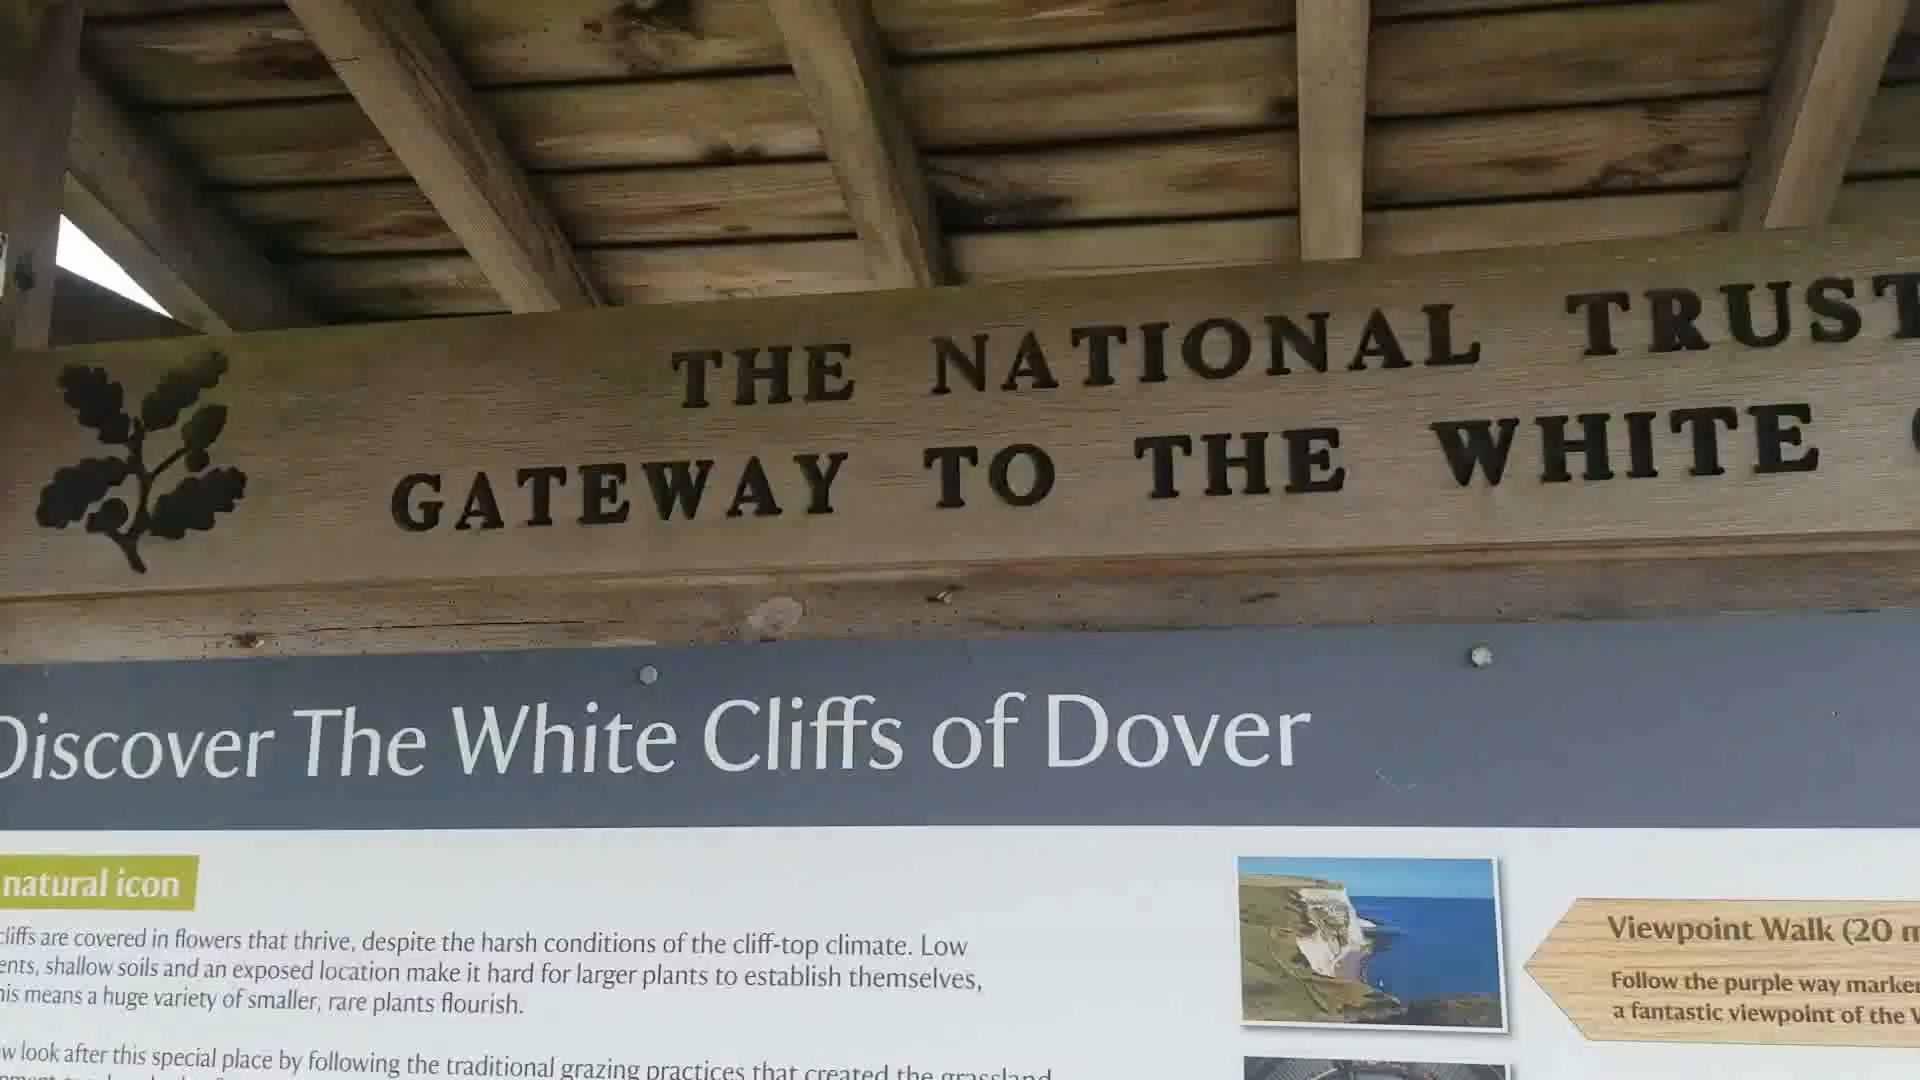 THE NATIONAL TRUST
GATEWAY TO THE WHITE
Discover The White Cliffs of Dover
natural icon
cliffs are covered in flowers that thrive, despite the harsh conditions of the cliff-top climate. Low
shallow soils and an exposed location make it hard for larger plants to establish themselves,
means a huge variety of smaller, rare plants flourish.
look after this special place by following the traditional grazing practices that created the grassland
Viewpoint Walk (20
Follow the purple way
a fantastic viewpoint of the